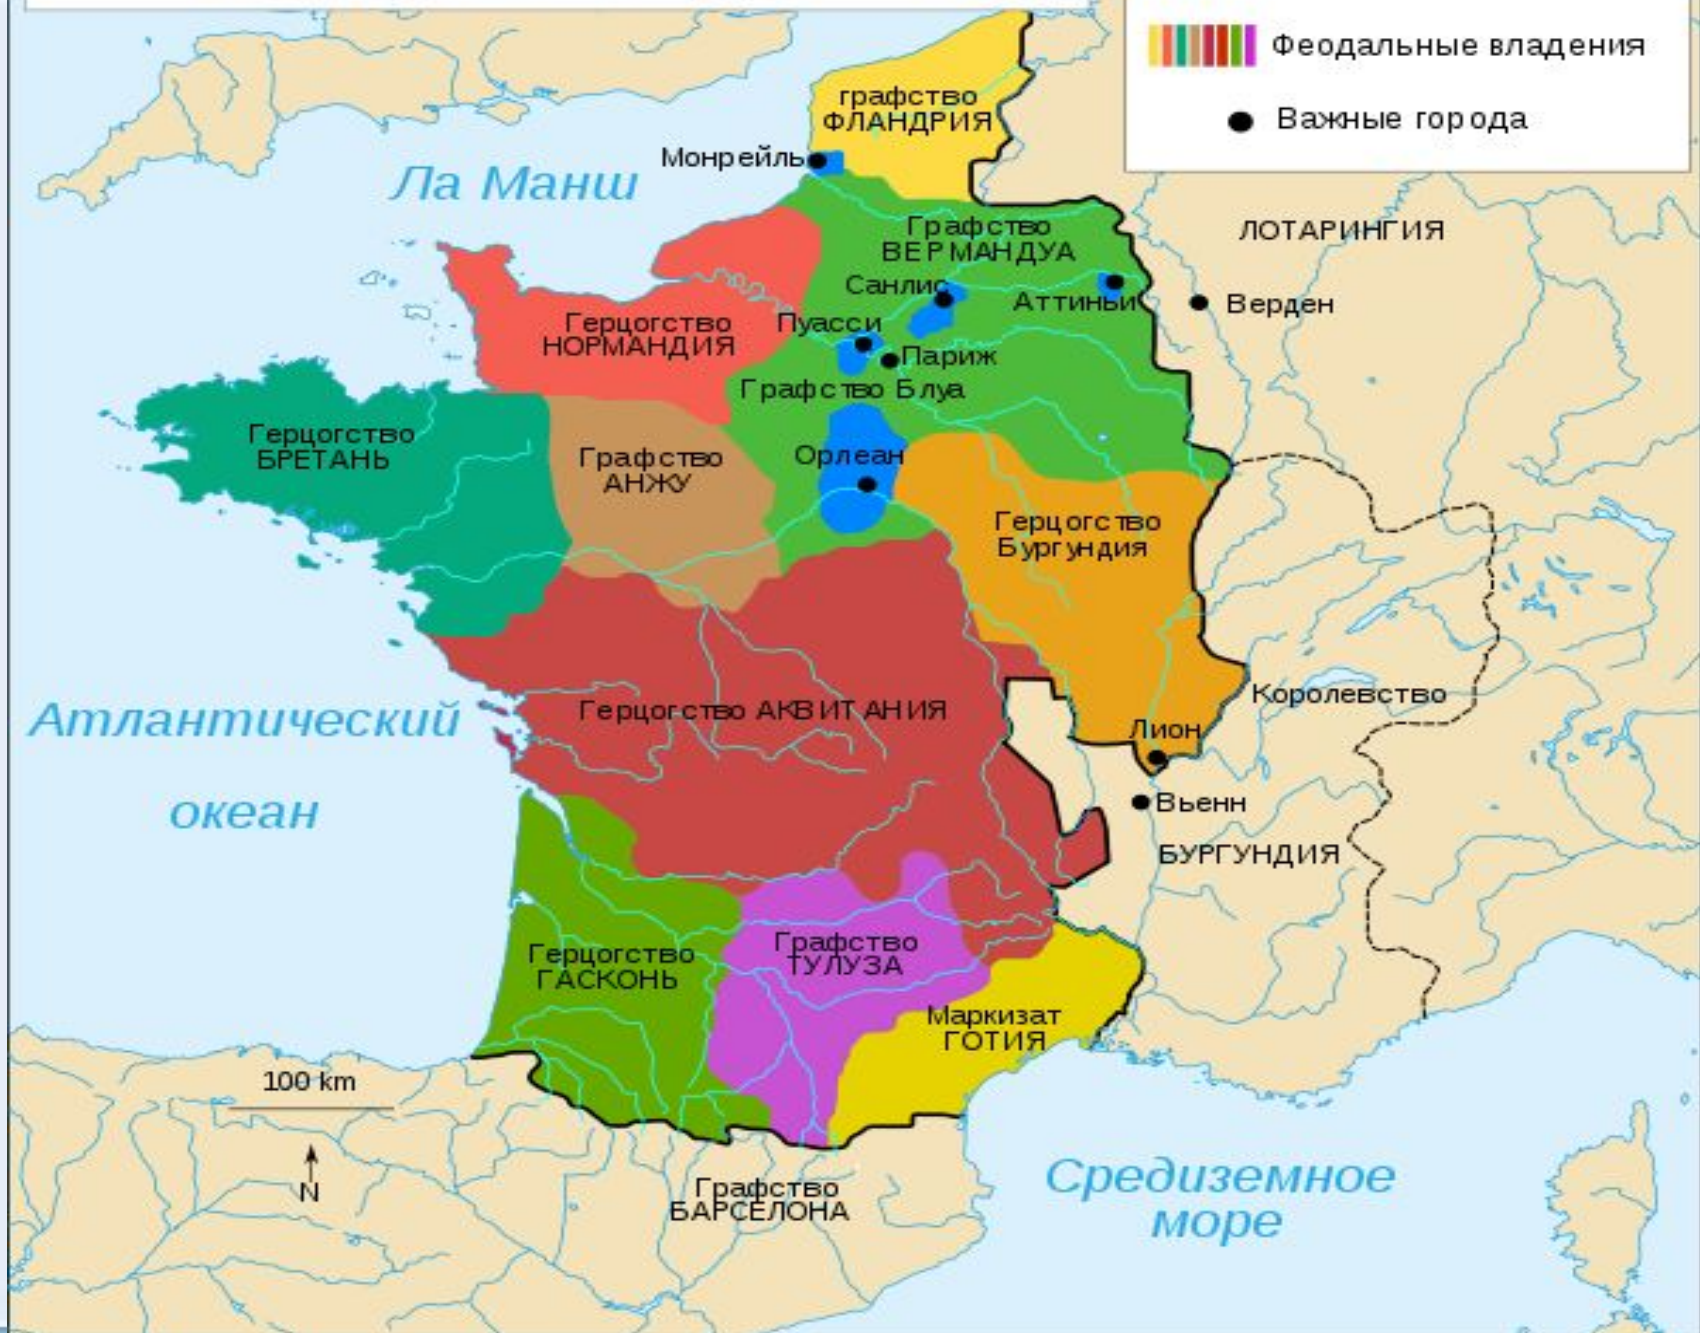 Феодальные владения
Важные города
графство
ФЛАНДРИЯ
Монрейль
Ла Манш
Графство
ВЕРМАНДУА
ЛОТАРИНГИЯ
Санлис
Аттиньи
Верден
Герцогство
НОРМАНДИЯ
Пуасси
Париж
Графство Блуа
Герцогство
БРЕТАНЬ
Графство
АНЖУ
Орлеан
Герцогство
Бургундия
Атлантический
океан
Герцогство АКВИТАНИЯ
Королевство
Лион
Вьенн
БУРГУНДИЯ
Герцогство
ГАСКОНЬ
Графство
ТУЛУЗА
Маркизат
ГОТИЯ
100 km
N
Графство
БАРСЕЛОНА
Средиземное
море